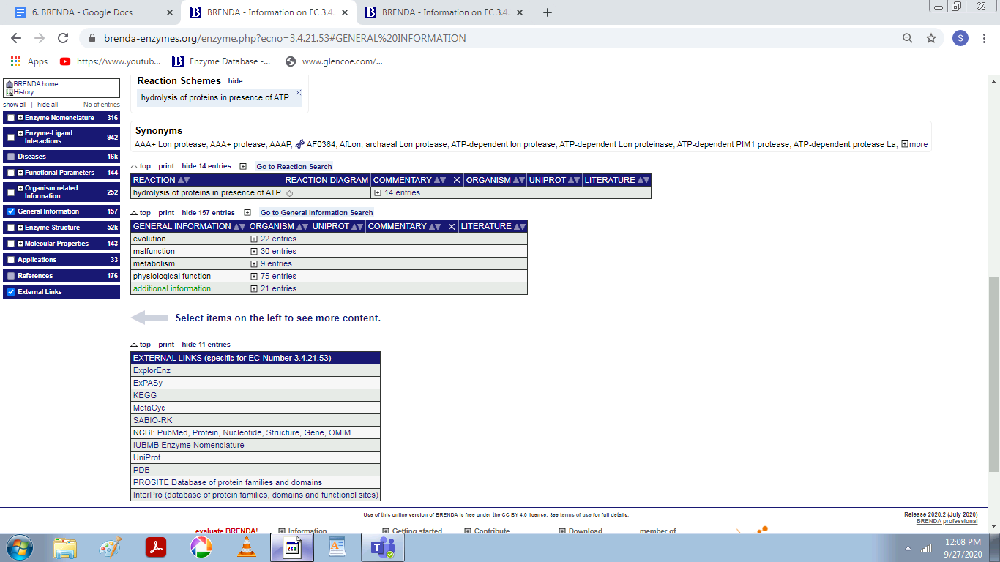 6. BRENDA - Google Docs
BRENDA - Information on EC 3.4.
BRENDA - Information on EC 3.4.
brenda-enzymes.org/enzyme.php?ecno=3.4.21.53#GENERAL%20INFORMATION
S
Apps
https://www.youtub...
Enzyme Database -...
www.glencoe.com/...
BRENDA home
History
show all | hide all No of entries
Enzyme Nomenclature 316
Enzyme-Ligand
Interactions 942
Diseases 16k
Functional Parameters 144
Organism related
Information 252
General Information 157
Enzyme Structure 52k
Molecular Properties 143
Applications 33
References 176
External Links
Reaction Schemes hide
hydrolysis of proteins in presence of ATP
Synonyms
AAA+ Lon protease, AAA+ protease, AAAP, AF0364, AfLon, archaeal Lon protease, ATP-dependent lon protease, ATP-dependent Lon proteinase, ATP-dependent PIM1 protease, ATP-dependent protease La, more
top print hide 14 entries Go to Reaction Search
REACTION REACTION DIAGRAM COMMENTARY ORGANISM UNIPROT LITERATURE
hydrolysis of proteins in presence of ATP 14 entries
top print hide 157 entries Go to General Information Search
GENERAL INFORMATION ORGANISM UNIPROT COMMENTARY LITERATURE
evolution 22 entries
malfunction 30 entries
metabolism 9 entries
physiological function 75 entries
additional information 21 entries
Select items on the left to see more content.
top print hide 11 entries
EXTERNAL LINKS (specific for EC-Number 3.4.21.53)
ExplorEnz
ExPASy
KEGG
MetaCyc
SABIO-RK
NCBI: PubMed, Protein, Nucleotide, Structure, Gene, OMIM
IUBMB Enzyme Nomenclature
UniProt
PDB
PROSITE Database of protein families and domains
InterPro (database of protein families, domains and functional sites)
Use of this online version of BRENDA is free under the CC BY 4.0 license. See terms of use for full details.
Release 2020.2 (July 2020)
BRENDA professional
evaluate BRENDA! Information Getting started Contribute Download member of
12:08 PM
9/27/2020